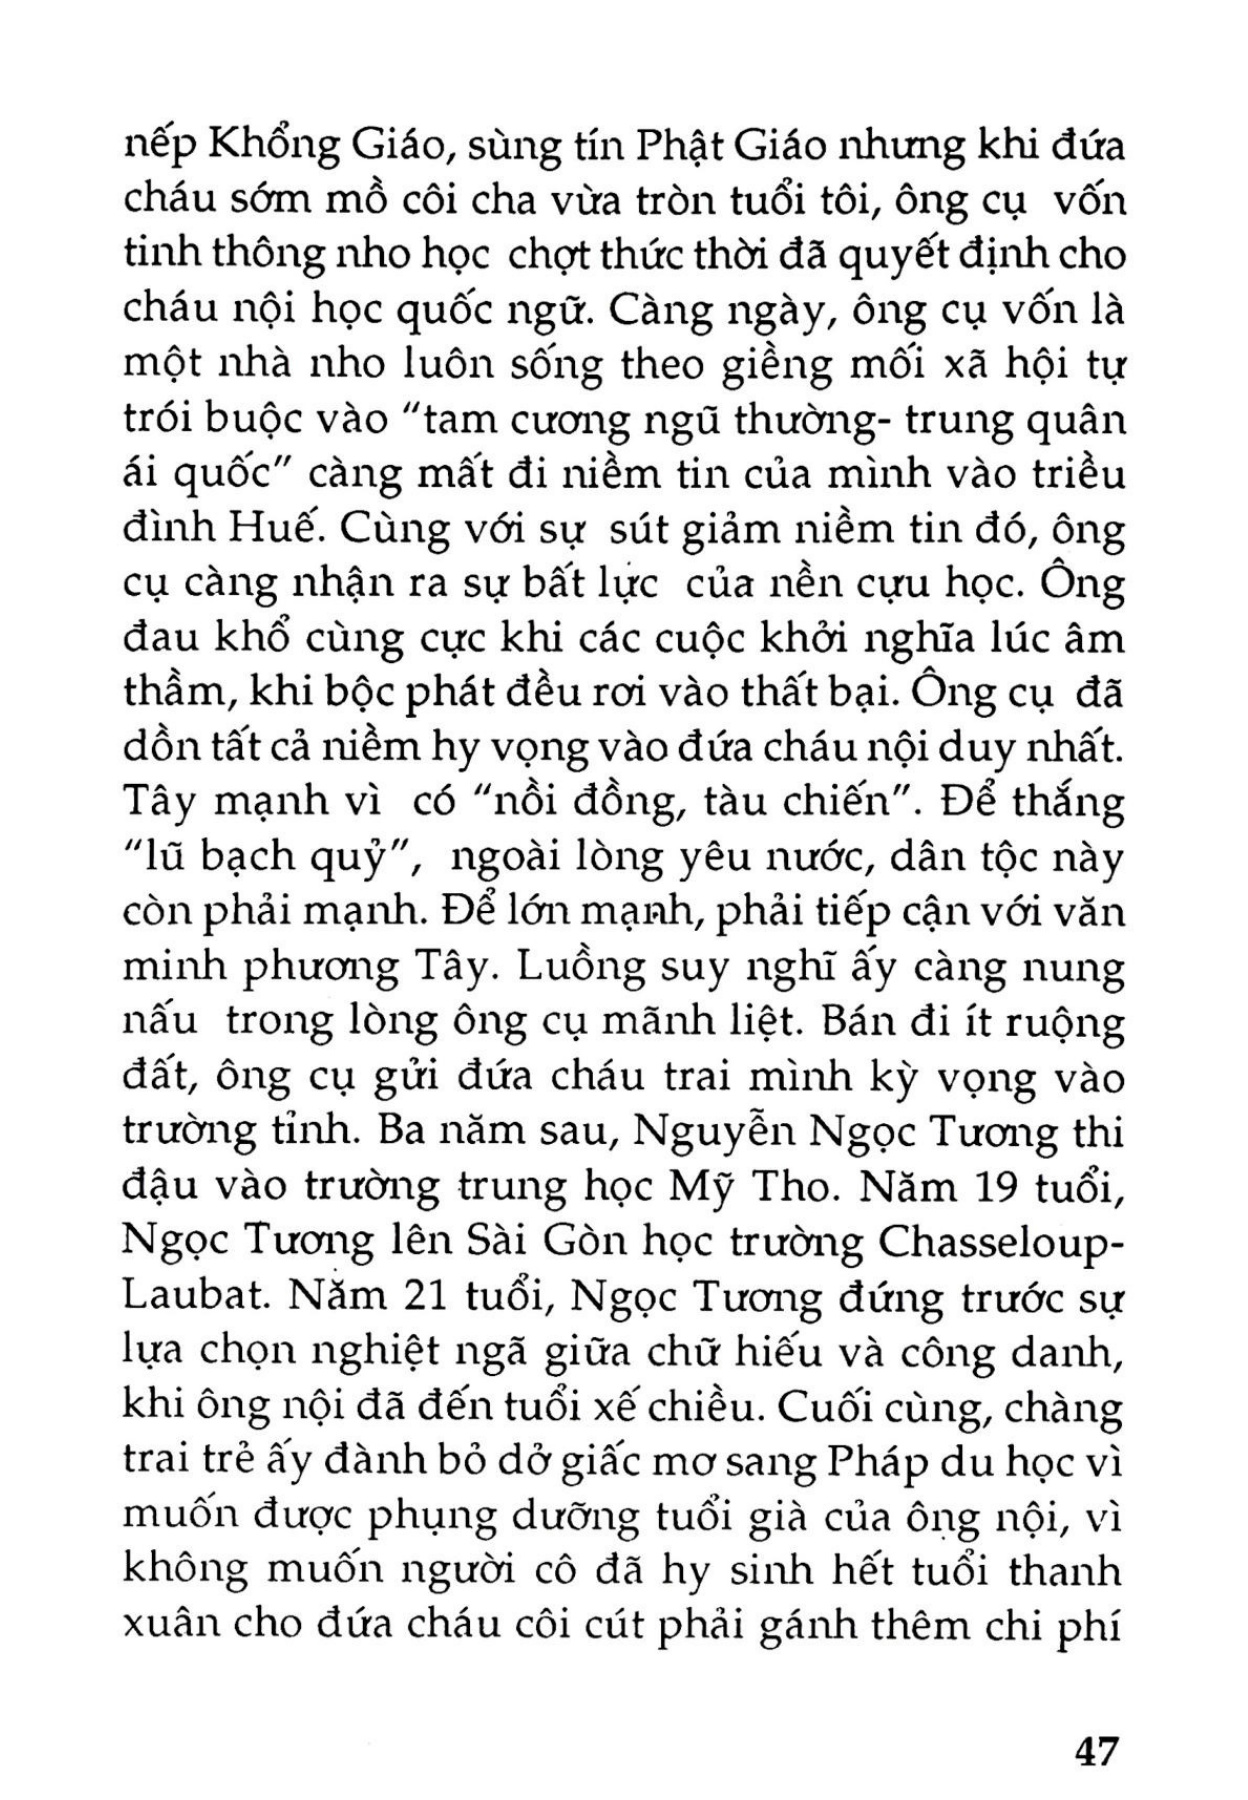 nếp Khổng Giáo, sùng tín Phật Giáo nhưng khi đứa
cháu sớm mồ côi cha vừa tròn tuổi tôi, ông cụ vốn
tinh thông nho học chợt thức thời đã quyết định cho
cháu nội học quốc ngữ. Càng ngày, ông cụ vốn là
một nhà nho luôn sống theo giềng mối xã hội tự
trói buộc vào "tam cương ngũ thường- trung quân
ái quốc" càng mất đi niềm tin của mình vào triều
đình Huế. Cùng với sự sút giảm niềm tin đó, ông
cụ càng nhận ra sự bất lực của nền cựu học. Ông
đau khổ cùng cực khi các cuộc khởi nghĩa lúc âm
thầm, khi bộc phát đều rơi vào thất bại. Ông cụ đã
dồn tất cả niềm hy vọng vào đứa cháu nội duy nhất.
Tây mạnh vì có "nồi đồng, tàu chiến". Để thắng
"lũ bạch quỷ", ngoài lòng yêu nước, dân tộc này
còn phải mạnh. Để lớn mạnh, phải tiếp cận với văn
minh phương Tây. Luồng suy nghĩ ấy càng nung
nấu trong lòng ông cụ mãnh liệt. Bán đi ít ruộng
đất, ông cụ gửi đứa cháu trai mình kỳ vọng vào
trường tỉnh. Ba năm sau, Nguyễn Ngọc Tương thi
đậu vào trường trung học Mỹ Tho. Năm 19 tuổi,
Ngọc Tương lên Sài Gòn học trường Chasseloup-
Laubat. Năm 21 tuổi, Ngọc Tương đứng trước sự
lựa chọn nghiệt ngã giữa chữ hiếu và công danh,
khi ông nội đã đến tuổi xế chiều. Cuối cùng, chàng
trai trẻ ấy đành bỏ dở giấc mơ sang Pháp du học vì
muốn được phụng dưỡng tuổi già của ông nội, vì
không muốn người cô đã hy sinh hết tuổi thanh
xuân cho đứa cháu côi cút phải gánh thêm chi phí
47